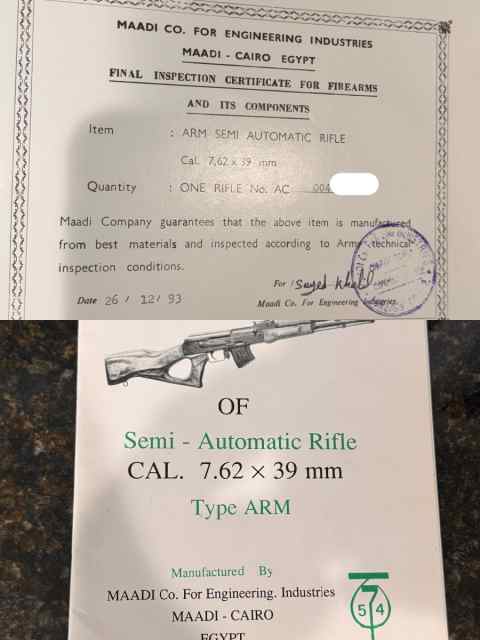 MAADI CO. FOR ENGINEERING INDUSTRIES
MAADI - CAIRO EGYPT
FINAL INSPECTION CERTIFICATE FOR FIREARMS
AND ITS COMPONENTS
Item : ARM SEMI AUTOMATIC RIFLE
Cal. 7,62 x 39 mm
Quantity : ONE RIFLE No. AC 004
Maadi Company guarantees that the above item is manufactured
from best materials and inspected according to Army technical
inspection conditions.
For Sayed Khalil
Date 26 / 12 / 93 Maadi Co. For Engineering Industries.
OF
Semi - Automatic Rifle
CAL. 7.62 × 39 mm
Type ARM
Manufactured By
MAADI Co. For Engineering. Industries
MAADI - CAIRO
EGYPT
54